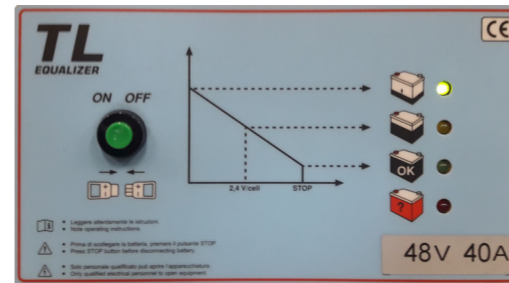 TL
EQUALIZER
CE
ON OFF
OK
?
2,4 V/cell STOP
Leggere attentamente le istruzioni
Note operating instructions
Prima di scollegare la batteria, premere il pulsante STOP
Press STOP button before disconnecting battery
Solo personale qualificato può aprire l'apparecchiatura
Only qualified electrical personnel to open equipment
48V 40A